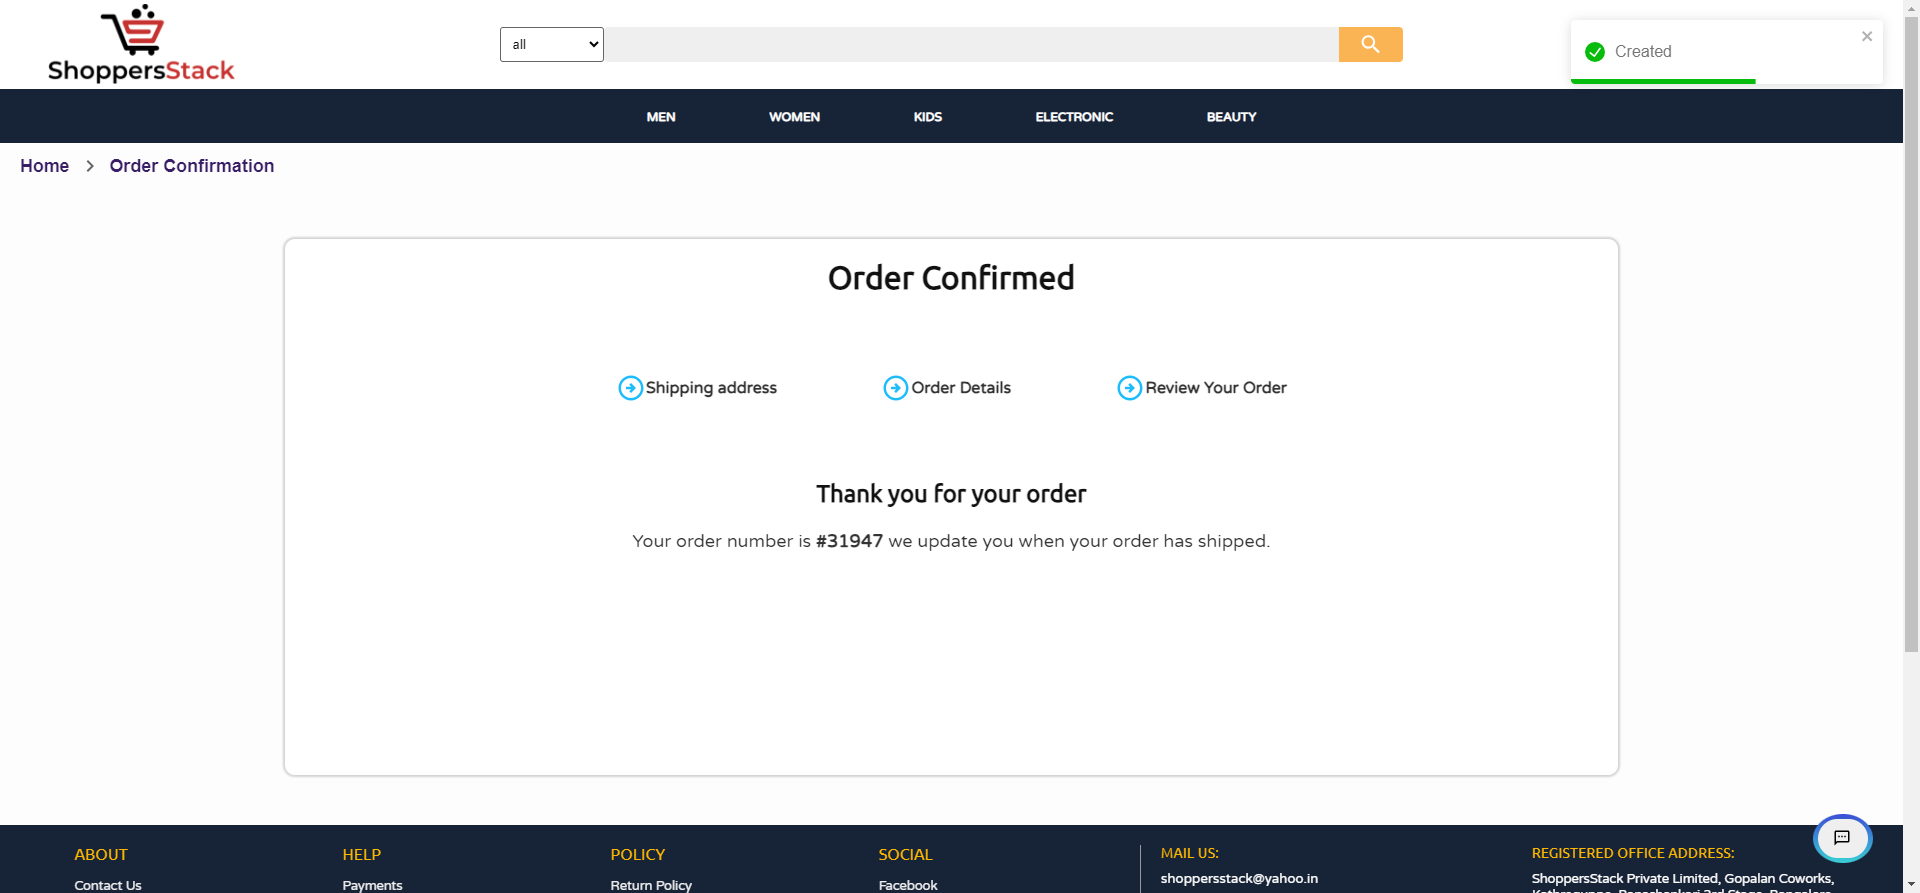 ShoppersStack
all
Created
MEN
WOMEN
KIDS
ELECTRONIC
BEAUTY
Home
Order Confirmation
Order Confirmed
Shipping address
Order Details
Review Your Order
Thank you for your order
Your order number is #31947 we update you when your order has shipped.
ABOUT
HELP
POLICY
SOCIAL
MAIL US:
REGISTERED OFFICE ADDRESS:
Contact Us
Payments
Return Policy
Facebook
shoppersstack@yahoo.in
ShoppersStack Private Limited, Gopalan Coworks,